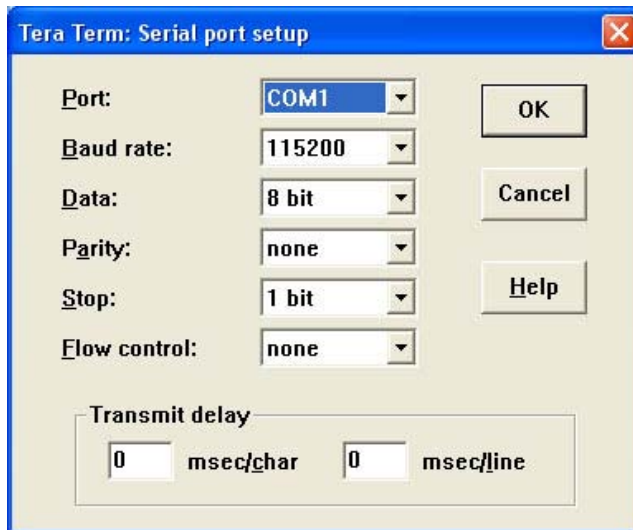 Tera Term: Serial port setup
Port: COM1
OK
Baud rate: 115200
Data: 8 bit
Cancel
Parity: none
Stop: 1 bit
Help
Flow control: none
Transmit delay
0 msec/char 0 msec/line